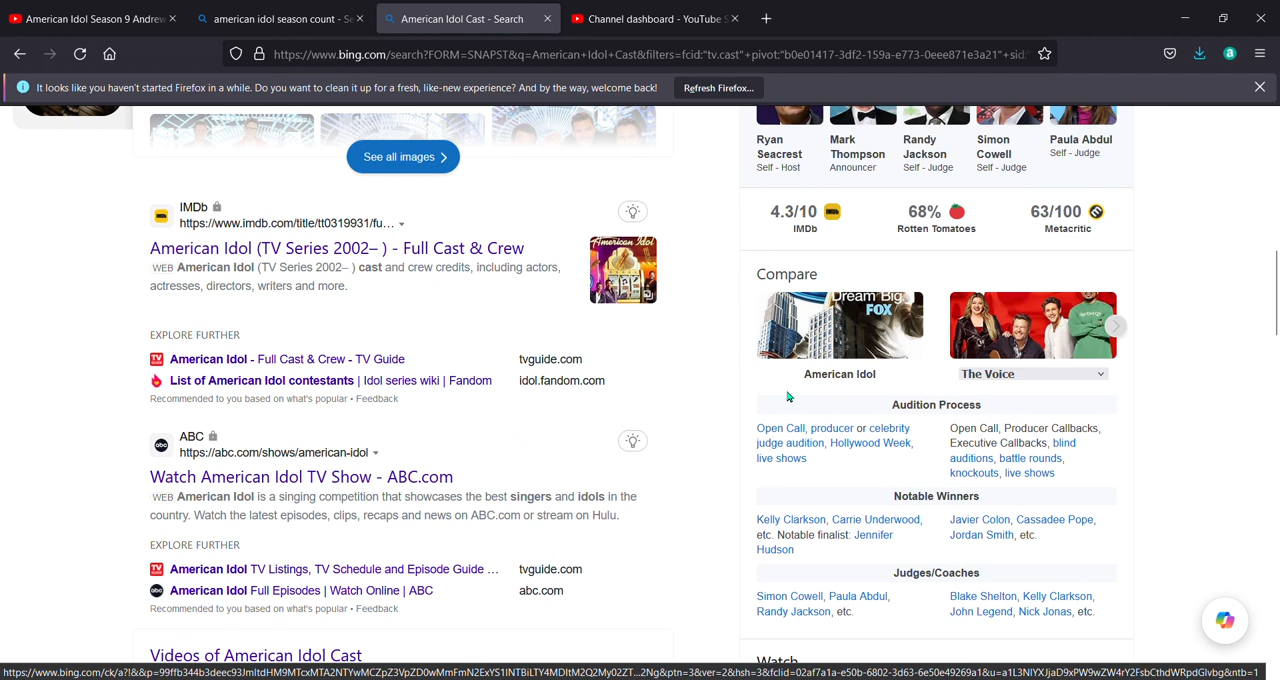 American Idol Season 9 Andrew
american idol season count - Se
American Idol Cast - Search
Channel dashboard - YouTube S
https://www.bing.com/search?FORM=SNAPST&q=American+Idol+Cast&filters=fcid:"tv.cast"+pivot:"b0e01417-3df2-159a-e773-0eee871e3a21"+sid:
It looks like you haven't started Firefox in a while. Do you want to clean it up for a fresh, like-new experience? And by the way, welcome back!
Refresh Firefox...
See all images
IMDb
https://www.imdb.com/title/tt0319931/fu...
American Idol (TV Series 2002– ) - Full Cast & Crew
WEB American Idol (TV Series 2002– ) cast and crew credits, including actors,
actresses, directors, writers and more.
American Idol
EXPLORE FURTHER
American Idol - Full Cast & Crew - TV Guide tvguide.com
List of American Idol contestants | Idol series wiki | Fandom idol.fandom.com
Recommended to you based on what's popular • Feedback
ABC
https://abc.com/shows/american-idol
Watch American Idol TV Show - ABC.com
WEB American Idol is a singing competition that showcases the best singers and idols in the
country. Watch the latest episodes, clips, recaps and news on ABC.com or stream on Hulu.
EXPLORE FURTHER
American Idol TV Listings, TV Schedule and Episode Guide ... tvguide.com
American Idol Full Episodes | Watch Online | ABC abc.com
Recommended to you based on what's popular • Feedback
Videos of American Idol Cast
Ryan Seacrest
Self - Host
Mark Thompson
Announcer
Randy Jackson
Self - Judge
Simon Cowell
Self - Judge
Paula Abdul
Self - Judge
4.3/10 68% 63/100
IMDb Rotten Tomatoes Metacritic
Compare
Dream Big.
FOX
American Idol The Voice
Audition Process
Open Call, producer or celebrity
judge audition, Hollywood Week,
live shows
Open Call, Producer Callbacks,
Executive Callbacks, blind
auditions, battle rounds,
knockouts, live shows
Notable Winners
Kelly Clarkson, Carrie Underwood,
etc. Notable finalist: Jennifer
Hudson
Javier Colon, Cassadee Pope,
Jordan Smith, etc.
Judges/Coaches
Simon Cowell, Paula Abdul,
Randy Jackson, etc.
Blake Shelton, Kelly Clarkson,
John Legend, Nick Jonas, etc.
Watch